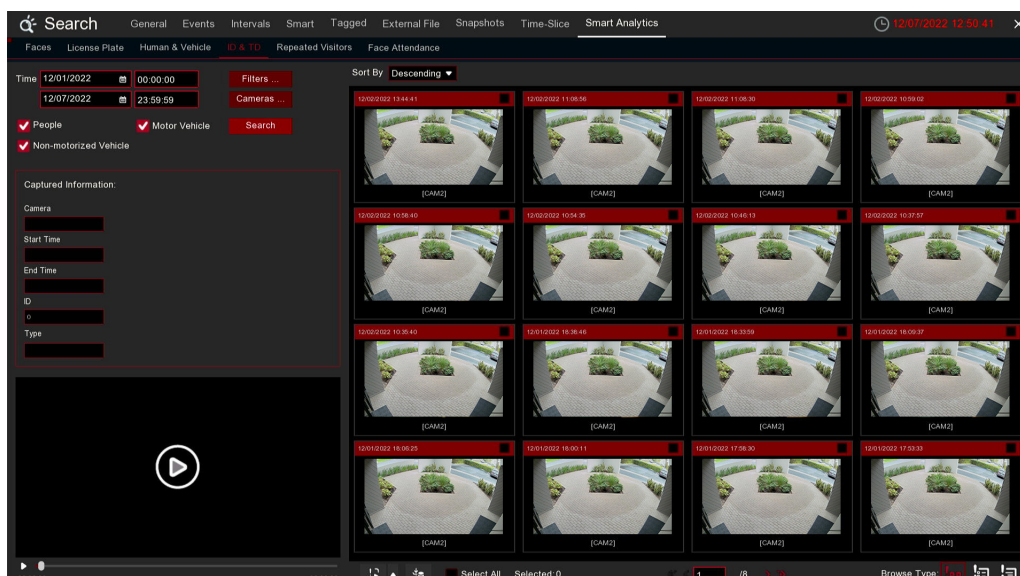 Search General Events Intervals Smart Tagged External File Snapshots Time-Slice Smart Analytics 12/07/2022 12:50:41
Faces License Plate Human & Vehicle ID & TD Repeated Visitors Face Attendance
Time 12/01/2022 00:00:00 Filters ...
12/07/2022 23:59:59 Cameras ...
People Motor Vehicle Search
Non-motorized Vehicle
Captured Information:
Camera
Start Time
End Time
ID
0
Type
Sort By Descending
12/02/2022 13:44:41 12/02/2022 11:08:56 12/02/2022 11:08:30 12/02/2022 10:59:02
[CAM2] [CAM2] [CAM2] [CAM2]
12/02/2022 10:58:40 12/02/2022 10:54:35 12/02/2022 10:46:13 12/02/2022 10:37:57
[CAM2] [CAM2] [CAM2] [CAM2]
12/02/2022 10:35:40 12/01/2022 18:36:46 12/01/2022 18:33:59 12/01/2022 18:09:37
[CAM2] [CAM2] [CAM2] [CAM2]
12/01/2022 18:06:25 12/01/2022 18:00:11 12/01/2022 17:56:30 12/01/2022 17:53:33
[CAM2] [CAM2] [CAM2] [CAM2]
Select All Selected: 0 1 /8 Browse Type: